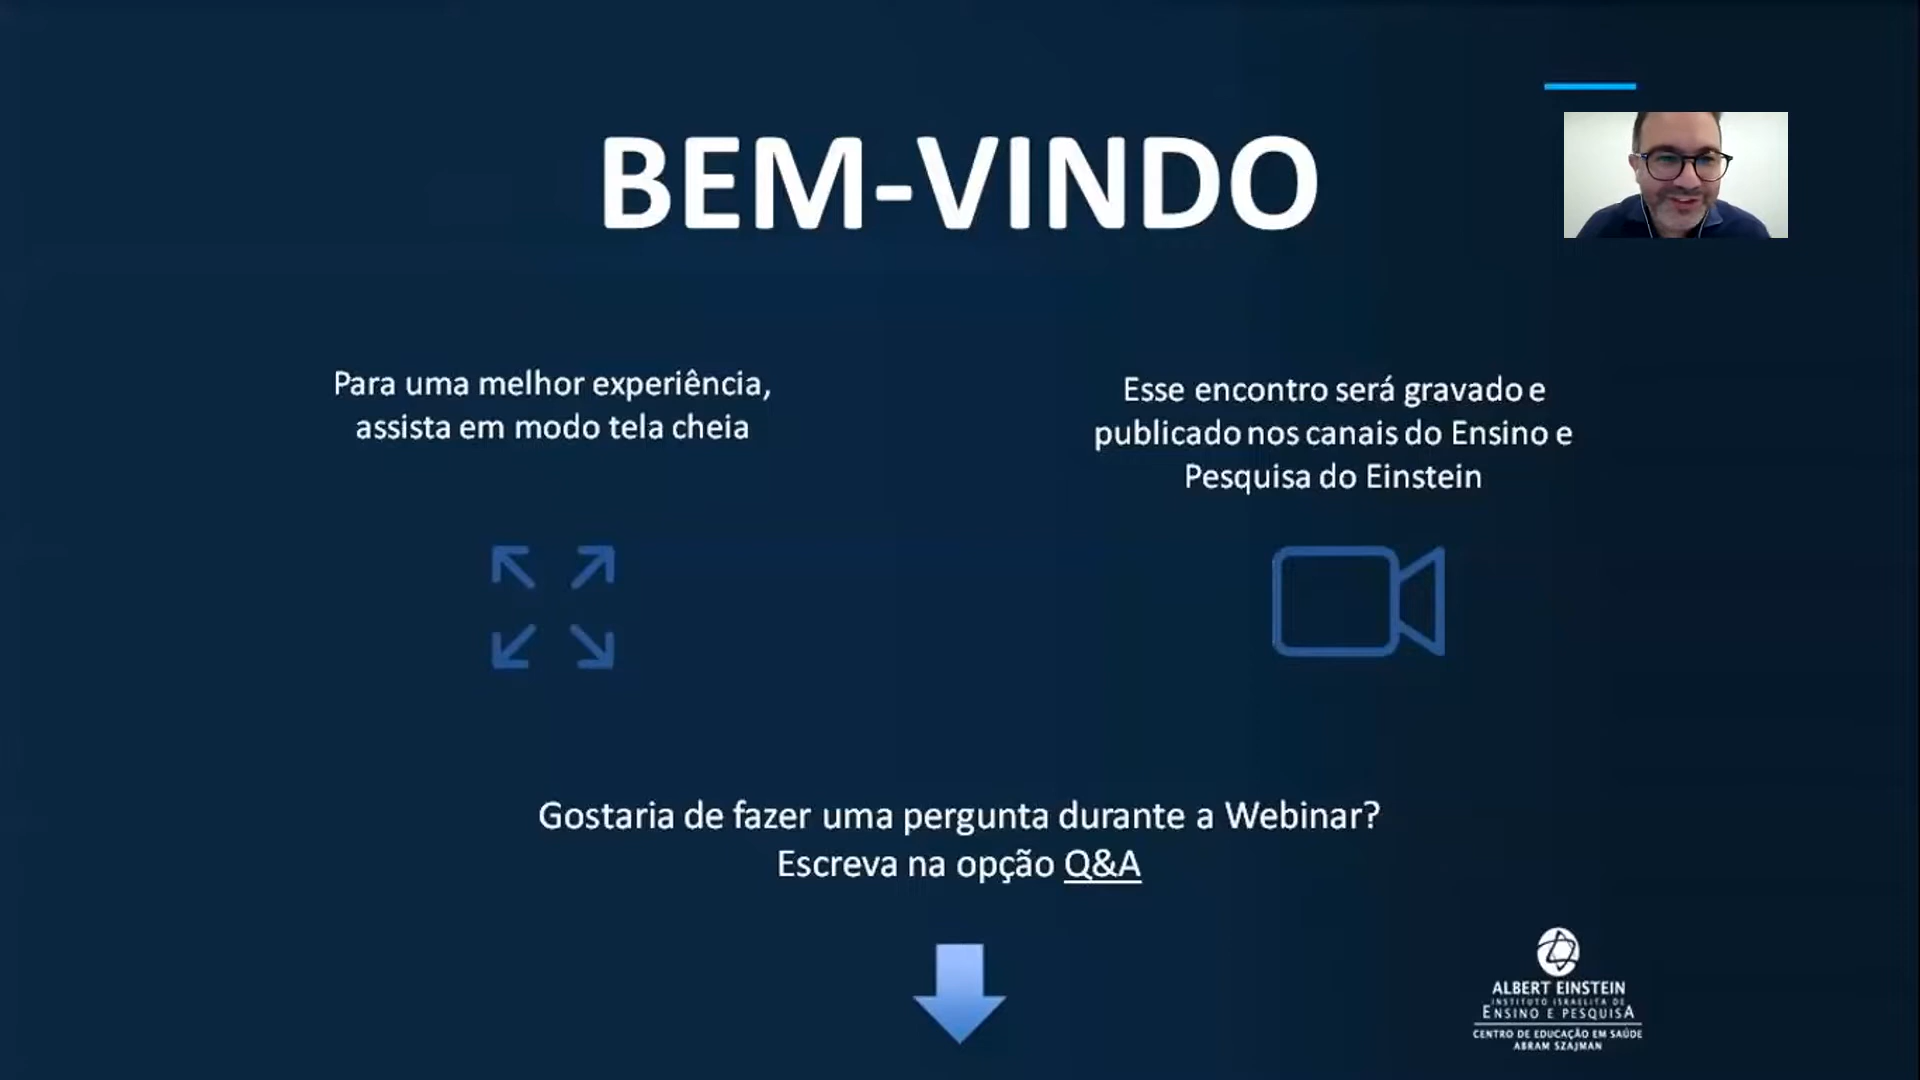 BEM-VINDO
Para uma melhor experiência,
assista em modo tela cheia
Esse encontro será gravado e
publicado nos canais do Ensino e
Pesquisa do Einstein
Gostaria de fazer uma pergunta durante a Webinar?
Escreva na opção Q&A
ALBERT EINSTEIN
INSTITUTO ISRAELITA DE
ENSINO E PESQUISA
CENTRO DE EDUCAÇÃO EM SAÚDE
ABRAM SZAJMAN